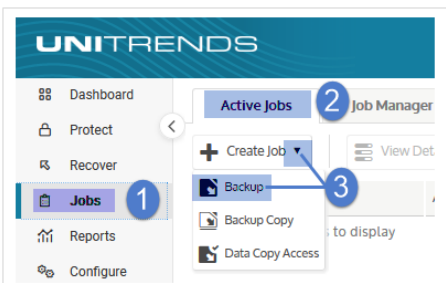 UNITRENDS
Dashboard
Protect
Recover
Jobs 1
Reports
Configure
Active Jobs 2 Job Manager
Create Job View Det
Backup 3
Backup Copy
to display
Data Copy Access